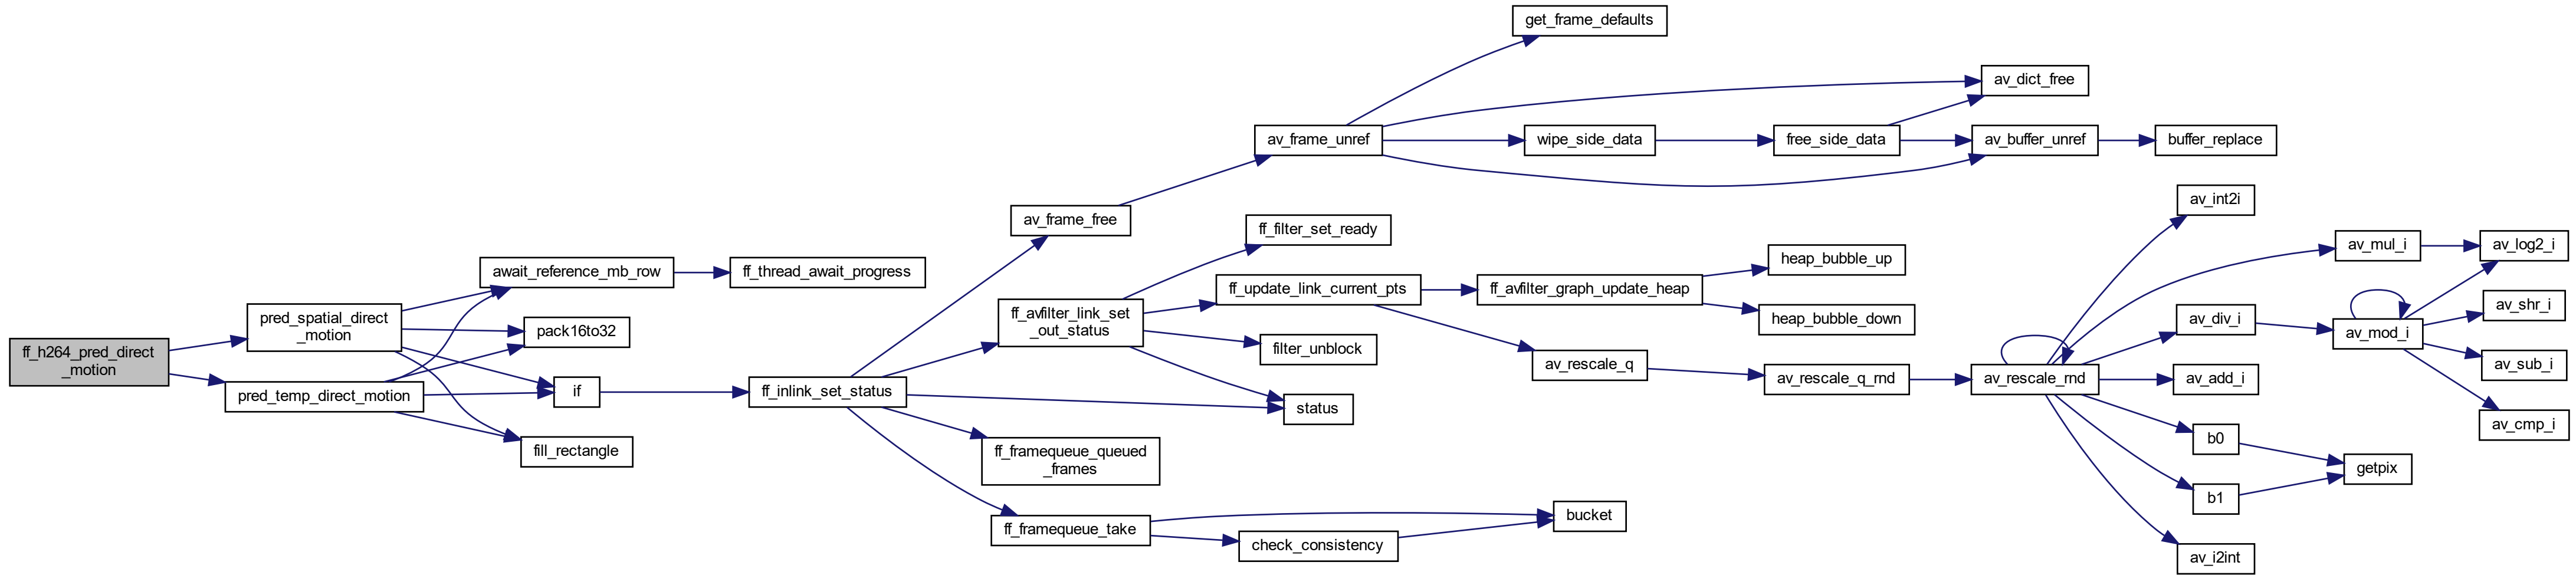 ff_h264_pred_direct
_motion
pred_spatial_direct
_motion
pred_temp_direct_motion
await_reference_mb_row
pack16to32
if
fill_rectangle
ff_thread_await_progress
ff_inlink_set_status
av_frame_free
ff_avfilter_link_set
_out_status
ff_framequeue_queued
_frames
ff_framequeue_take
av_frame_unref
ff_filter_set_ready
ff_update_link_current_pts
filter_unblock
status
check_consistency
bucket
get_frame_defaults
wipe_side_data
ff_avfilter_graph_update_heap
av_rescale_q
av_dict_free
free_side_data
av_buffer_unref
buffer_replace
heap_bubble_up
heap_bubble_down
av_rescale_q_rnd
av_rescale_rnd
av_int2i
av_mul_i
av_div_i
av_add_i
b0
b1
av_i2int
getpix
av_mod_i
av_log2_i
av_shr_i
av_sub_i
av_cmp_i